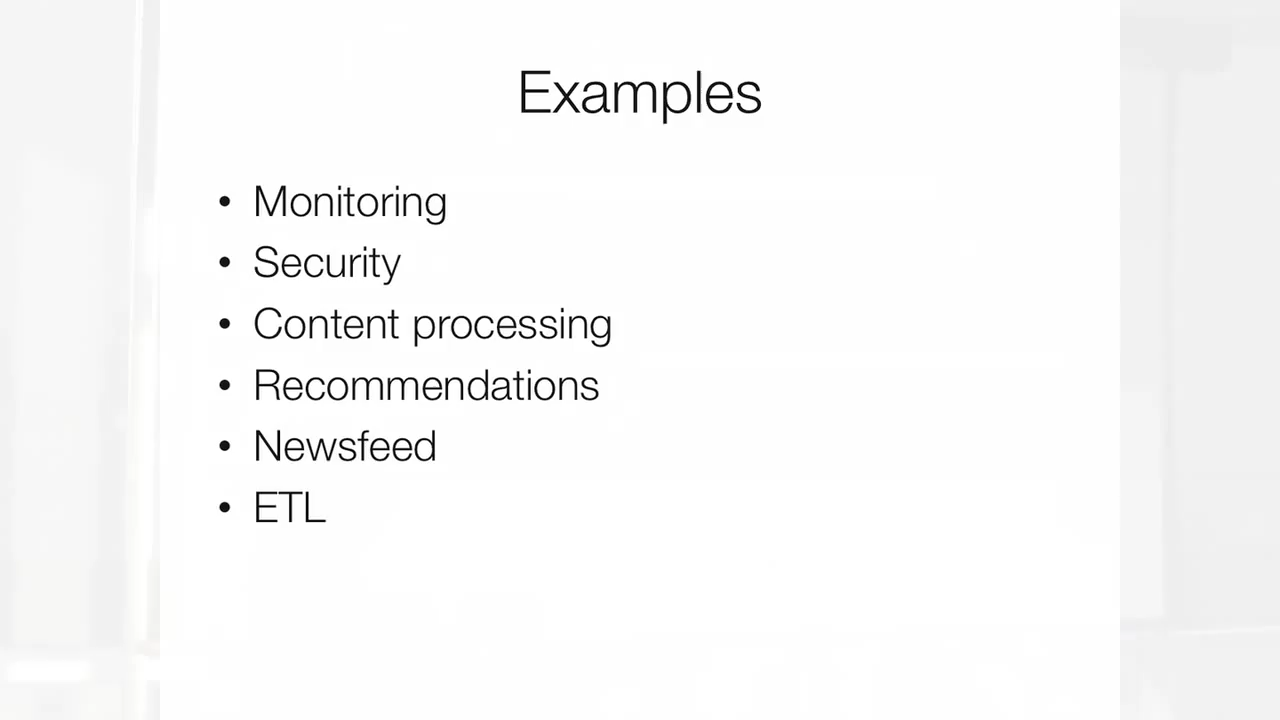 Examples
• Monitoring
• Security
• Content processing
• Recommendations
• Newsfeed
• ETL